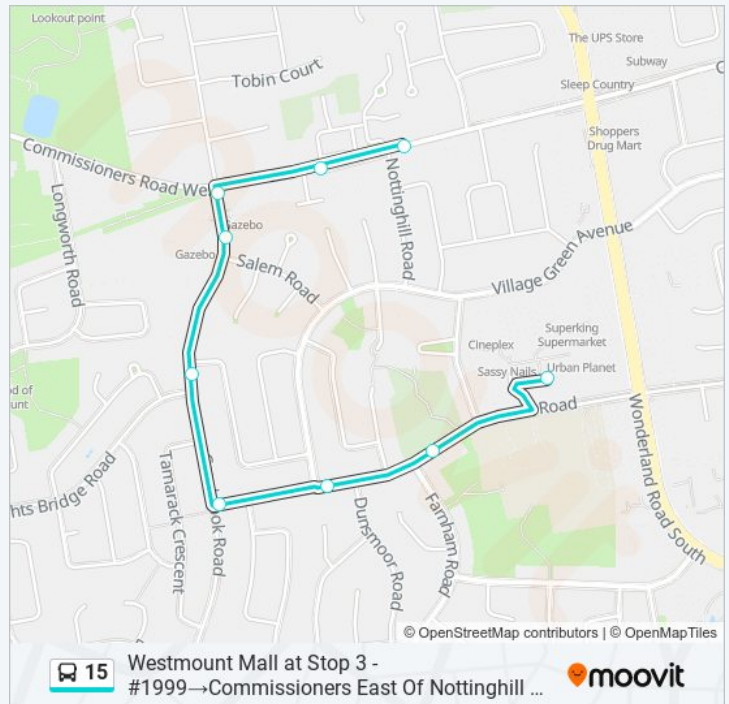 Lookout point
The UPS Store
Subway
Tobin Court
Sleep Country
Shoppers
Drug Mart
Commissioners Road We
Nottinghill Road
Longworth Road
Gazebo
Gazebo
Salem Road
Village Green Avenue
Superking
Supermarket
Cineplex
Sassy Nails
Urban Planet
Road
Wonderland Road South
d of
unt
hts Bridge Road
Tamarack Crescent
ok Road
Dunsmoor Road
Farnham Road
© OpenStreetMap contributors | © OpenMapTiles
15
Westmount Mall at Stop 3 -
#1999→Commissioners East Of Nottinghill ...
moovit